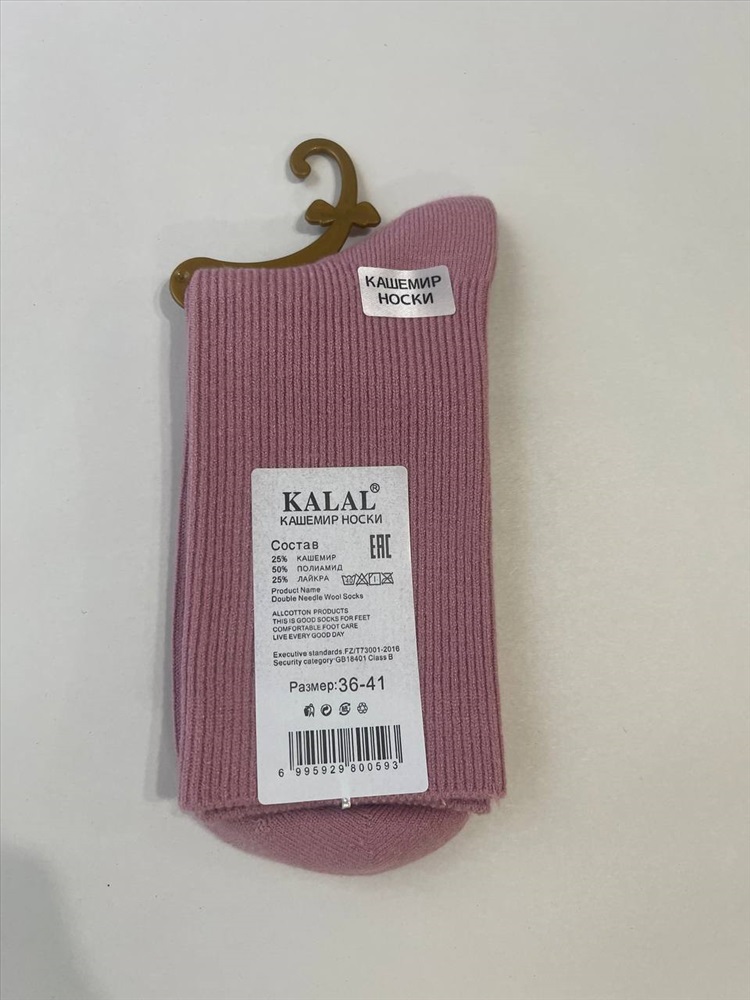 КАШЕМИР
НОСКИ
KALAL®
КАШЕМИР НОСКИ
Состав
EAC
25% КАШЕМИР
50% ПОЛИАМИД
25% ЛАЙКРА
Product Name
Double Needle Wool Socks
ALLCOTTON PRODUCTS
THIS IS GOOD SOCKS FOR FEET
COMFORTABLE FOOT CARE
LIVE EVERY GOOD DAY
Executive standards:FZ/T73001-2016
Security category:GB18401 Class B
Размер:36-41
6 995929 800593